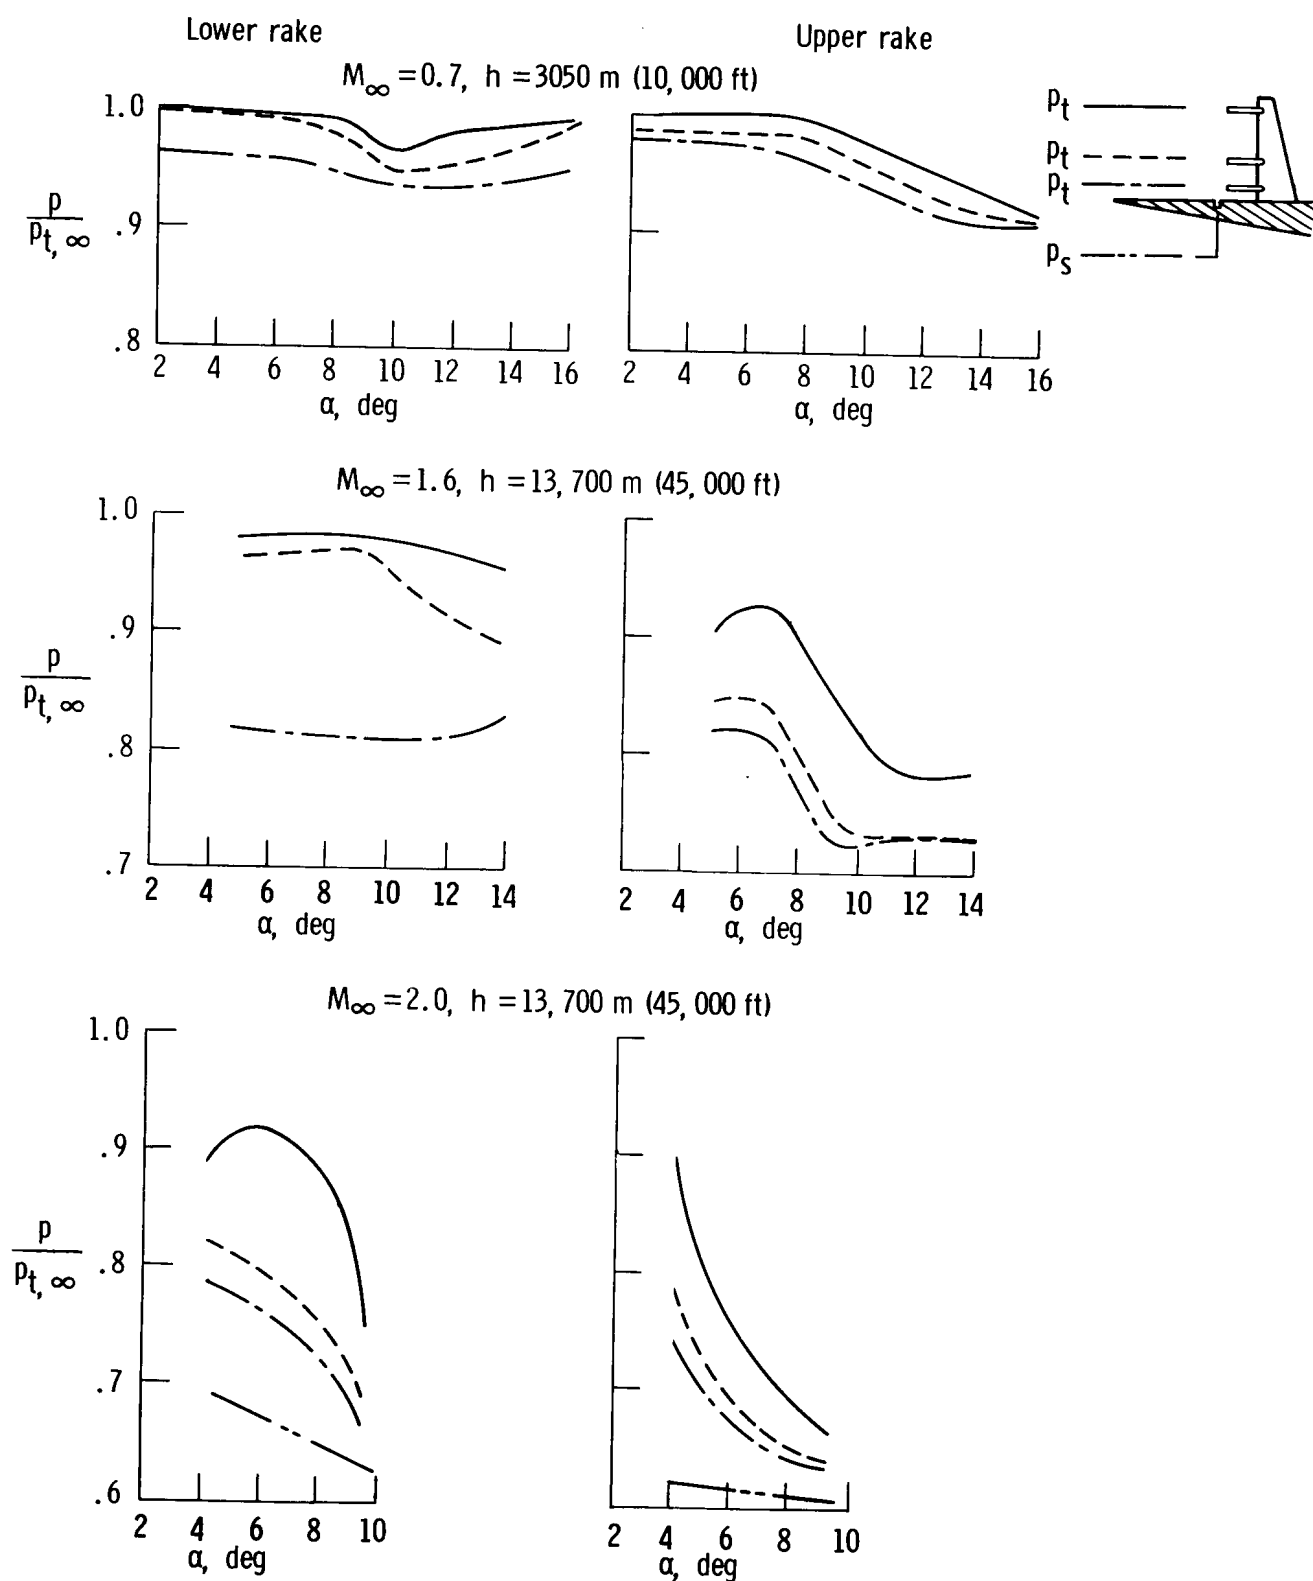 Lower rake
Upper rake
M∞ = 0.7, h = 3050 m (10,000 ft)
1.0
.9
.8
p
pt, ∞
2 4 6 8 10 12 14 16
α, deg
2 4 6 8 10 12 14 16
α, deg
pt
pt
pt
ps
M∞ = 1.6, h = 13,700 m (45,000 ft)
1.0
.9
.8
.7
p
pt, ∞
2 4 6 8 10 12 14
α, deg
2 4 6 8 10 12 14
α, deg
M∞ = 2.0, h = 13,700 m (45,000 ft)
1.0
.9
.8
.7
.6
p
pt, ∞
2 4 6 8 10
α, deg
2 4 6 8 10
α, deg